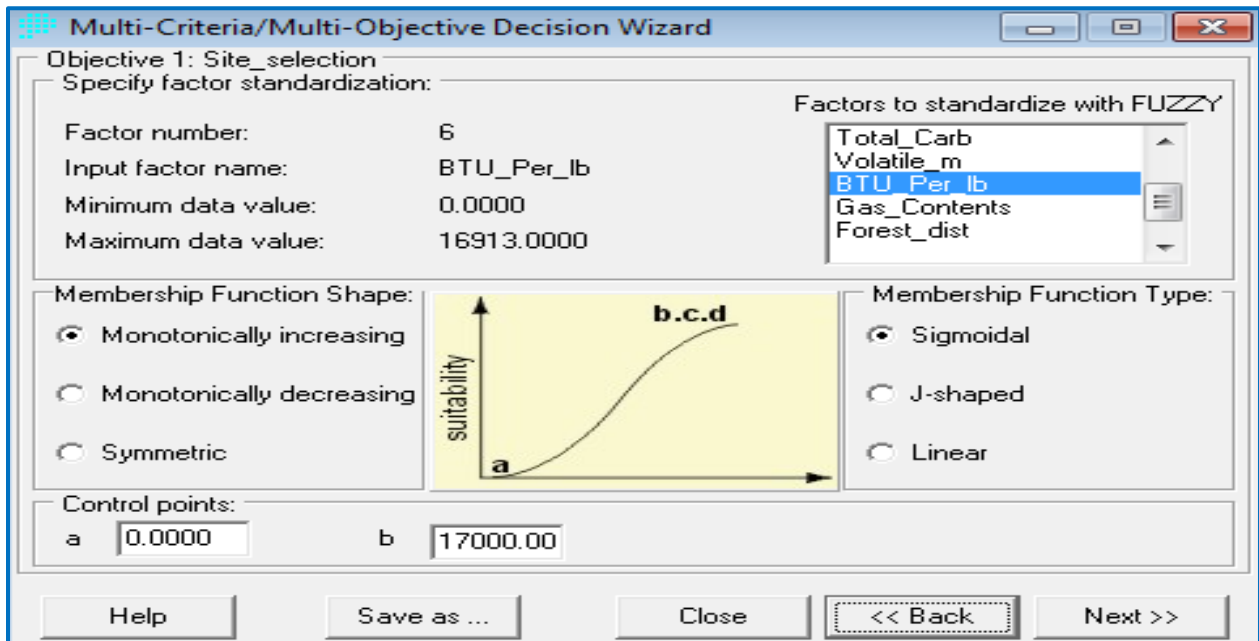 Multi-Criteria/Multi-Objective Decision Wizard
Objective 1: Site_selection
Specify factor standardization:
Factors to standardize with FUZZY
Factor number: 6
Input factor name: BTU_Per_lb
Minimum data value: 0.0000
Maximum data value: 16913.0000
Total_Carb
Volatile_m
BTU_Per_lb
Gas_Contents
Forest_dist
Membership Function Shape:
Monotonically increasing
Monotonically decreasing
Symmetric
suitability
a
b.c.d
Membership Function Type:
Sigmoidal
J-shaped
Linear
Control points:
a 0.0000 b 17000.00
Help Save as ... Close << Back Next >>